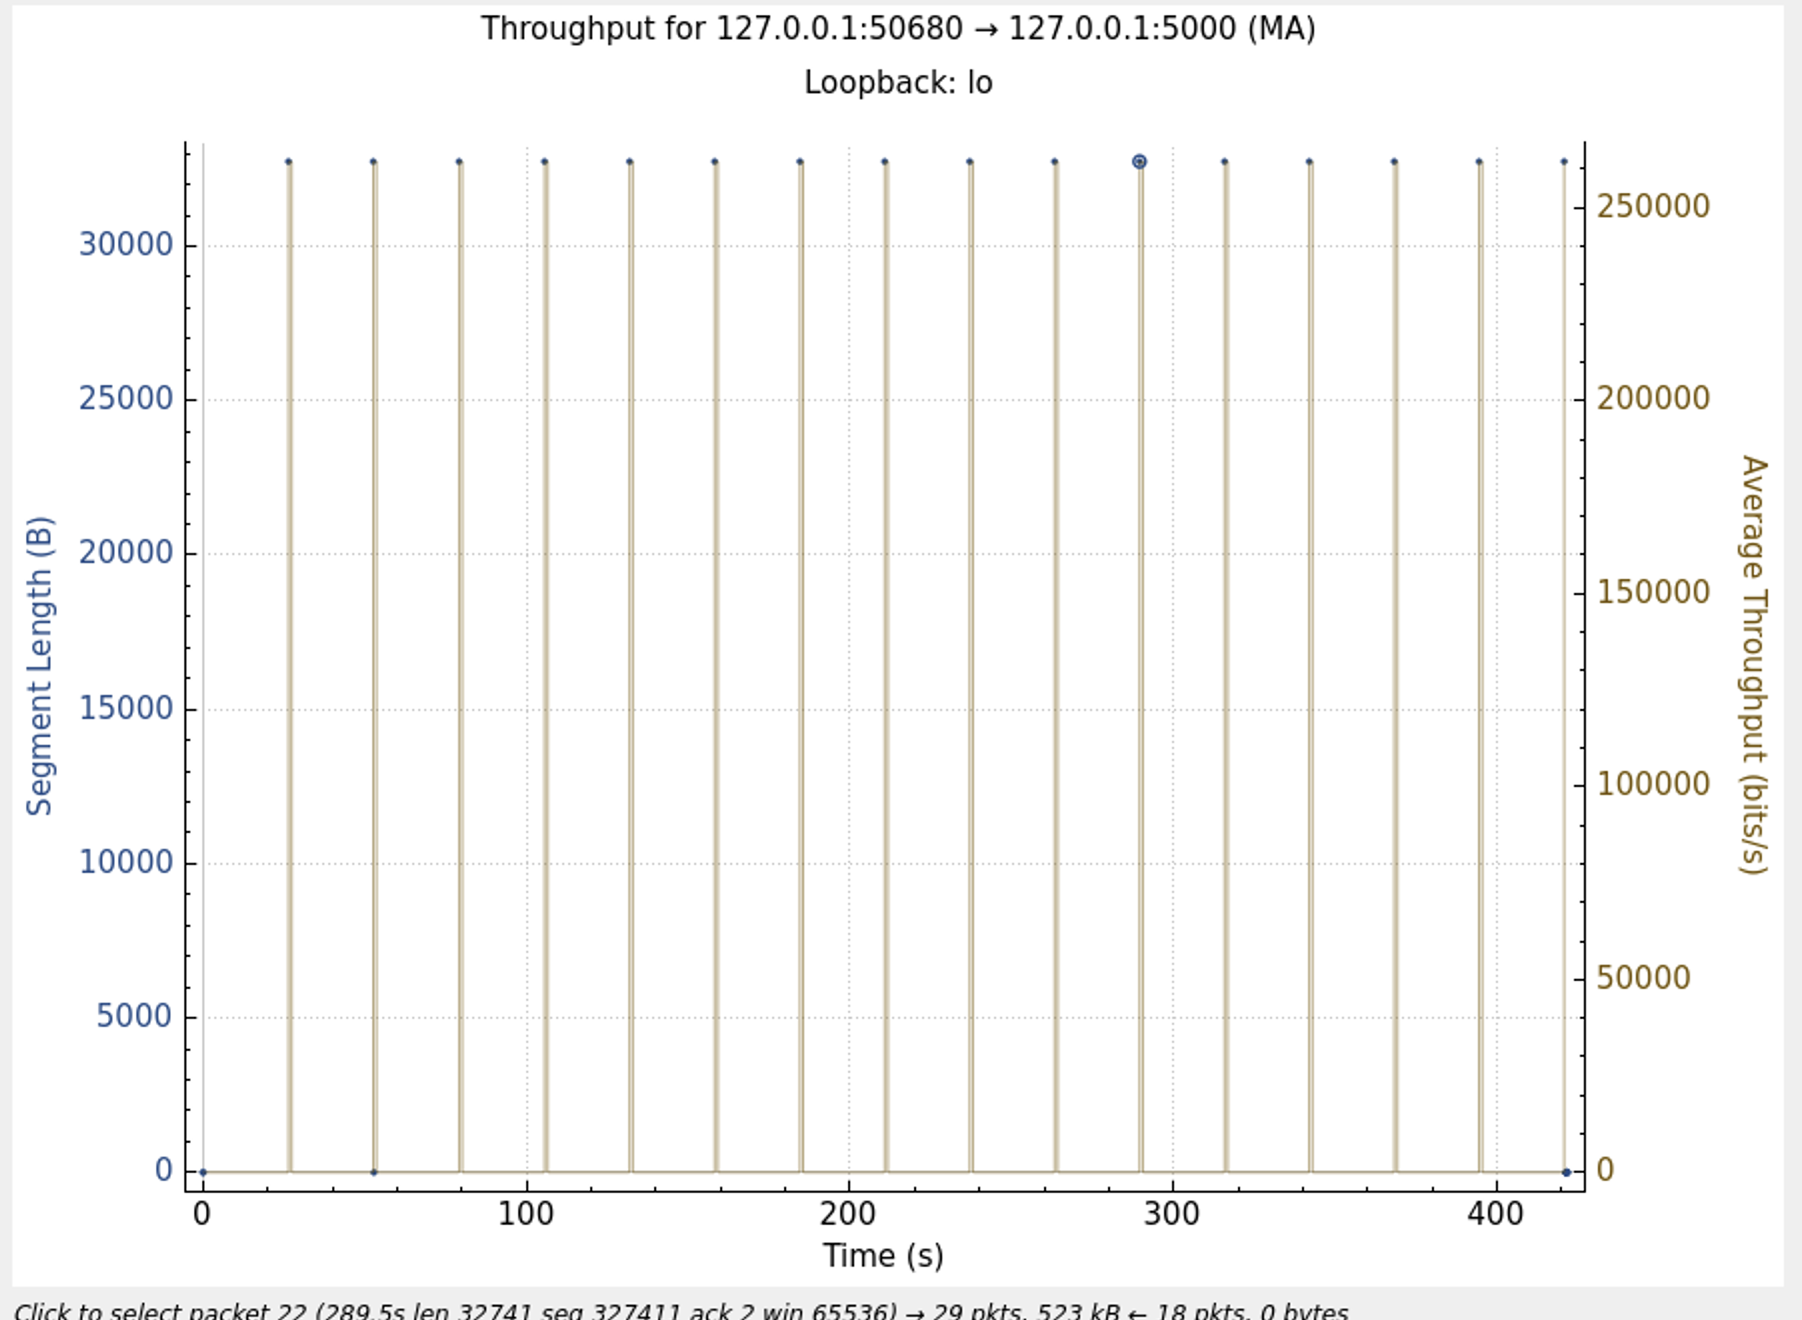 Throughput for 127.0.0.1:50680 → 127.0.0.1:5000 (MA)
Loopback: lo
Segment Length (B)
30000
25000
20000
15000
10000
5000
0
250000
200000
150000
100000
50000
0
Average Throughput (bits/s)
0 100 200 300 400
Time (s)
Click to select packet 22 (289.5s len 32741 seq 327411 ack 2 win 65536) → 29 pkts, 523 kB ← 18 pkts, 0 bytes